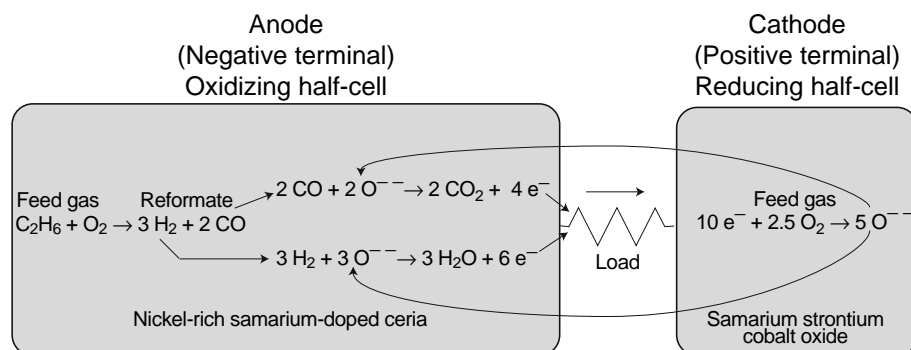 Anode
(Negative terminal)
Oxidizing half-cell
Cathode
(Positive terminal)
Reducing half-cell
2 CO + 2 O⁻⁻ → 2 CO₂ + 4 e⁻
Feed gas
C₂H₆ + O₂ →
Reformate
3 H₂ + 2 CO
3 H₂ + 3 O⁻⁻ → 3 H₂O + 6 e⁻
Nickel-rich samarium-doped ceria
Load
Feed gas
10 e⁻ + 2.5 O₂ → 5 O⁻⁻
Samarium strontium
cobalt oxide